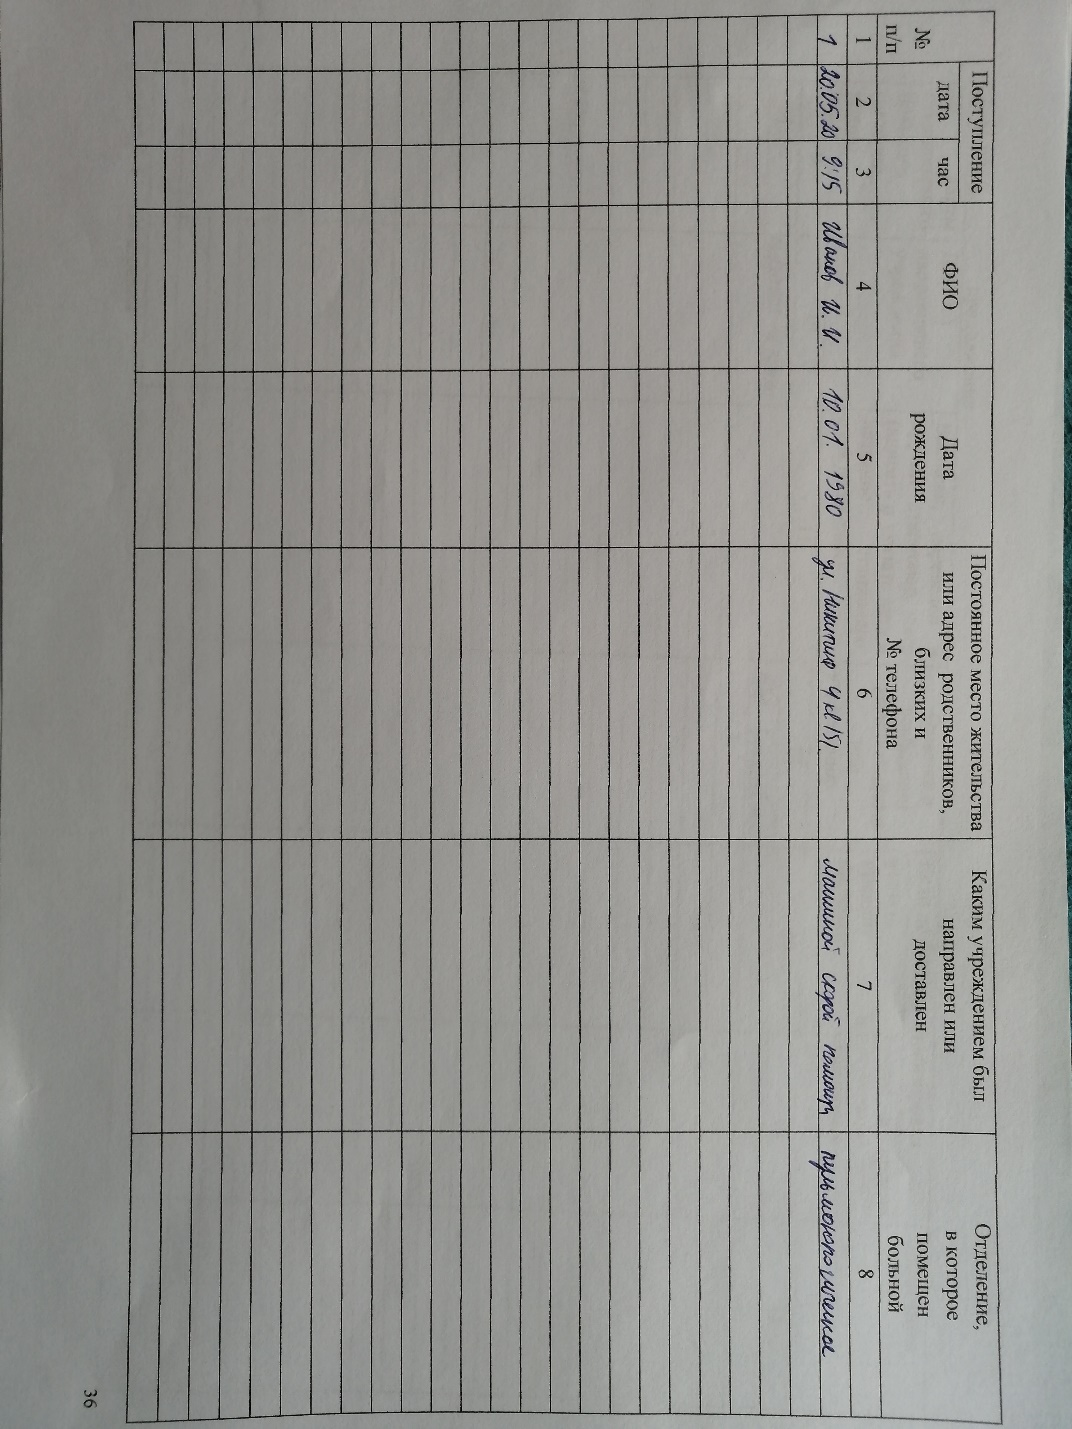 № п/п
Поступление
дата
час
ФИО
Дата рождения
Постоянное место жительства
или адрес родственников,
близких и
№ телефона
Каким учреждением был
направлен или
доставлен
Отделение,
в которое
помещен
больной
1 2 3 4 5 6 7 8
1 20.05.20 9:15 Иванов И. И. 10.01. 1980 ул. 4 кв 151 машиной скорой помощи пульмонологическое
36